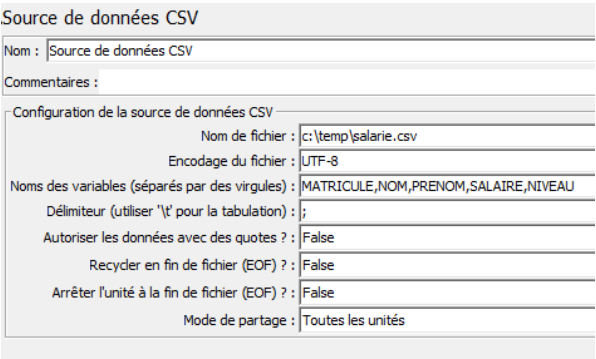 Source de données CSV
Nom : Source de données CSV
Commentaires :
Configuration de la source de données CSV
Nom de fichier : c:\temp\salarie.csv
Encodage du fichier : UTF-8
Noms des variables (séparés par des virgules) : MATRICULE,NOM,PRENOM,SALAIRE,NIVEAU
Délimiteur (utiliser '\t' pour la tabulation) : ;
Autoriser les données avec des quotes ? : False
Recycler en fin de fichier (EOF) ? : False
Arrêter l'unité à la fin de fichier (EOF) ? : False
Mode de partage : Toutes les unités